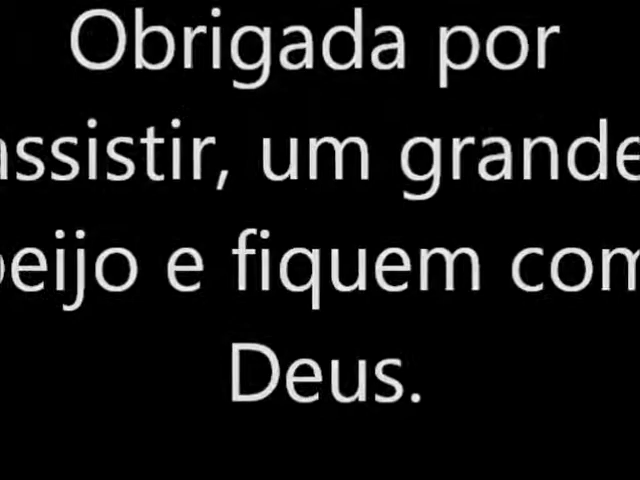 Obrigada por
assistir, um grande
beijo e fiquem com
Deus.